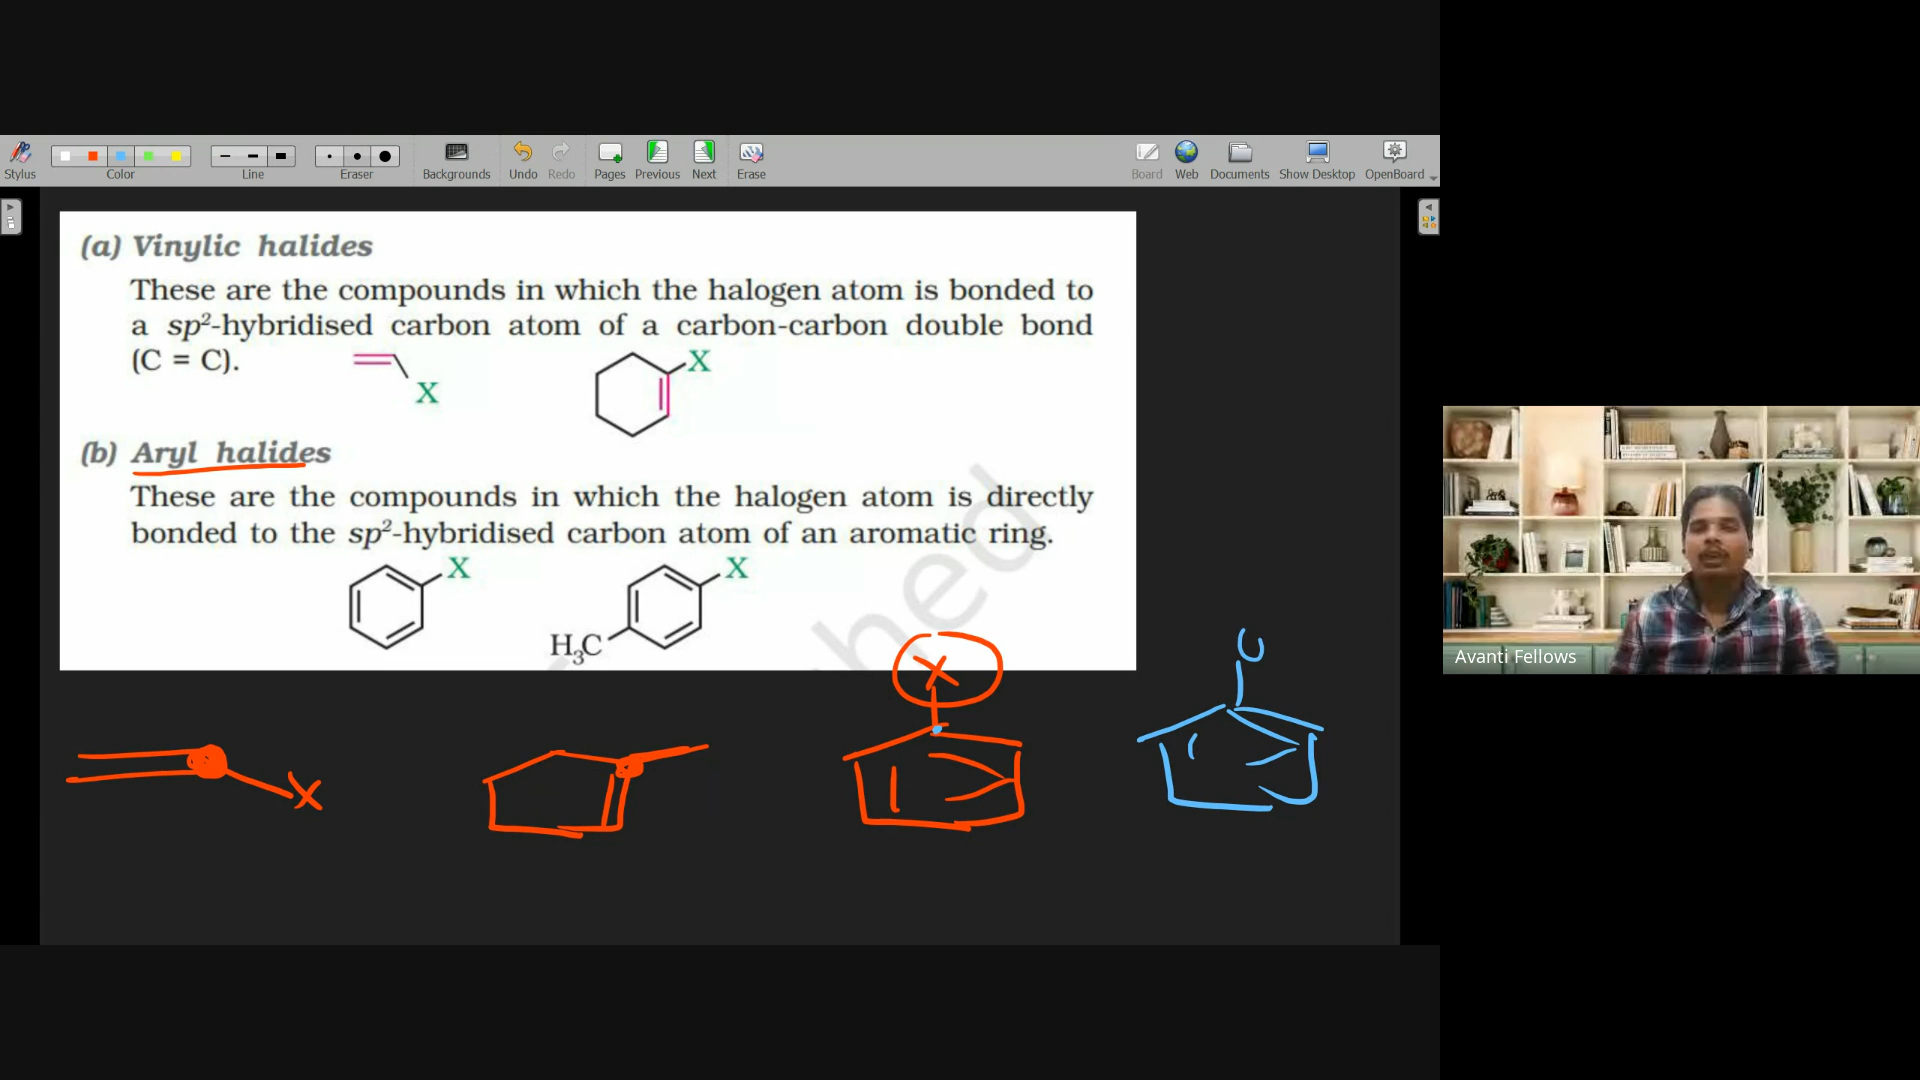 Stylus Color Line Eraser Backgrounds Undo Redo Pages Previous Next Erase Board Web Documents Show Desktop OpenBoard
(a) Vinylic halides
These are the compounds in which the halogen atom is bonded to
a sp²-hybridised carbon atom of a carbon-carbon double bond
(C = C).
X
X
(b) Aryl halides
These are the compounds in which the halogen atom is directly
bonded to the sp²-hybridised carbon atom of an aromatic ring.
X
X
H₃C
hed
X
X
Avanti Fellows